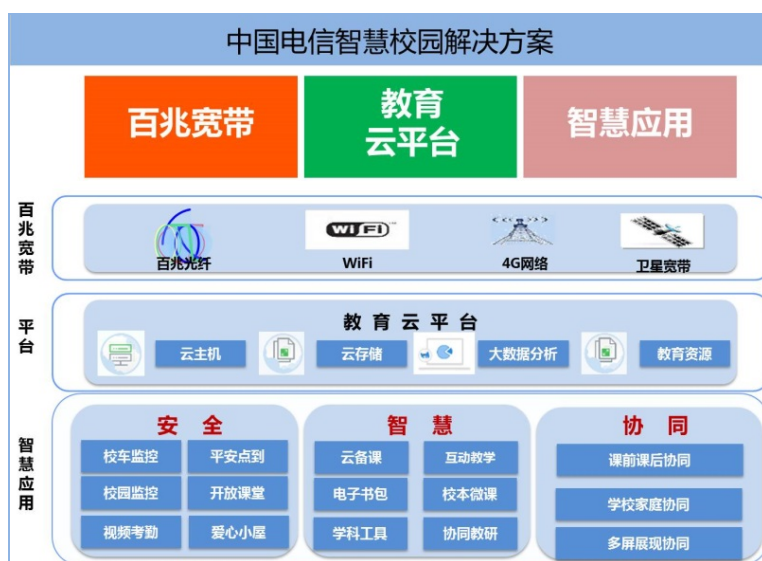 中国电信智慧校园解决方案
百兆宽带
教育
云平台
智慧应用
百兆宽带
WiFi
百兆光纤
WiFi
4G网络
卫星宽带
平台
教育云平台
云主机
云存储
大数据分析
教育资源
智慧应用
安全
校车监控
平安点到
校园监控
开放课堂
视频考勤
爱心小屋
智慧
云备课
互动教学
电子书包
校本微课
学科工具
协同教研
协同
课前课后协同
学校家庭协同
多屏展现协同